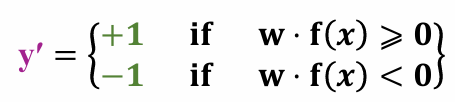 y′ = {+1 if w · f(x) ⩾ 0}
{−1 if w · f(x) < 0}